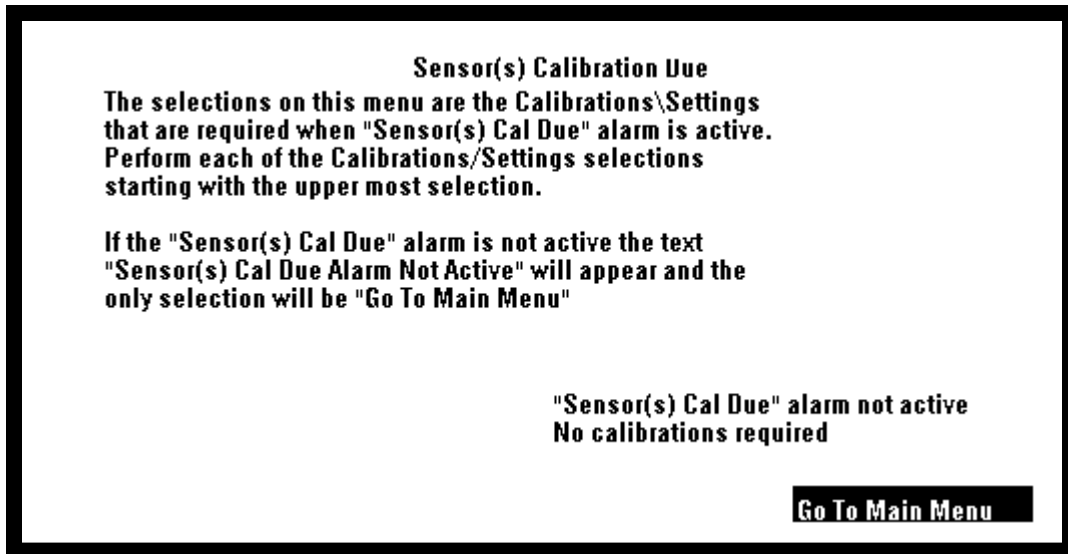 Sensor(s) Calibration Due
The selections on this menu are the Calibrations\Settings
that are required when "Sensor(s) Cal Due" alarm is active.
Perform each of the Calibrations/Settings selections
starting with the upper most selection.
If the "Sensor(s) Cal Due" alarm is not active the text
"Sensor(s) Cal Due Alarm Not Active" will appear and the
only selection will be "Go To Main Menu"
"Sensor(s) Cal Due" alarm not active
No calibrations required
Go To Main Menu